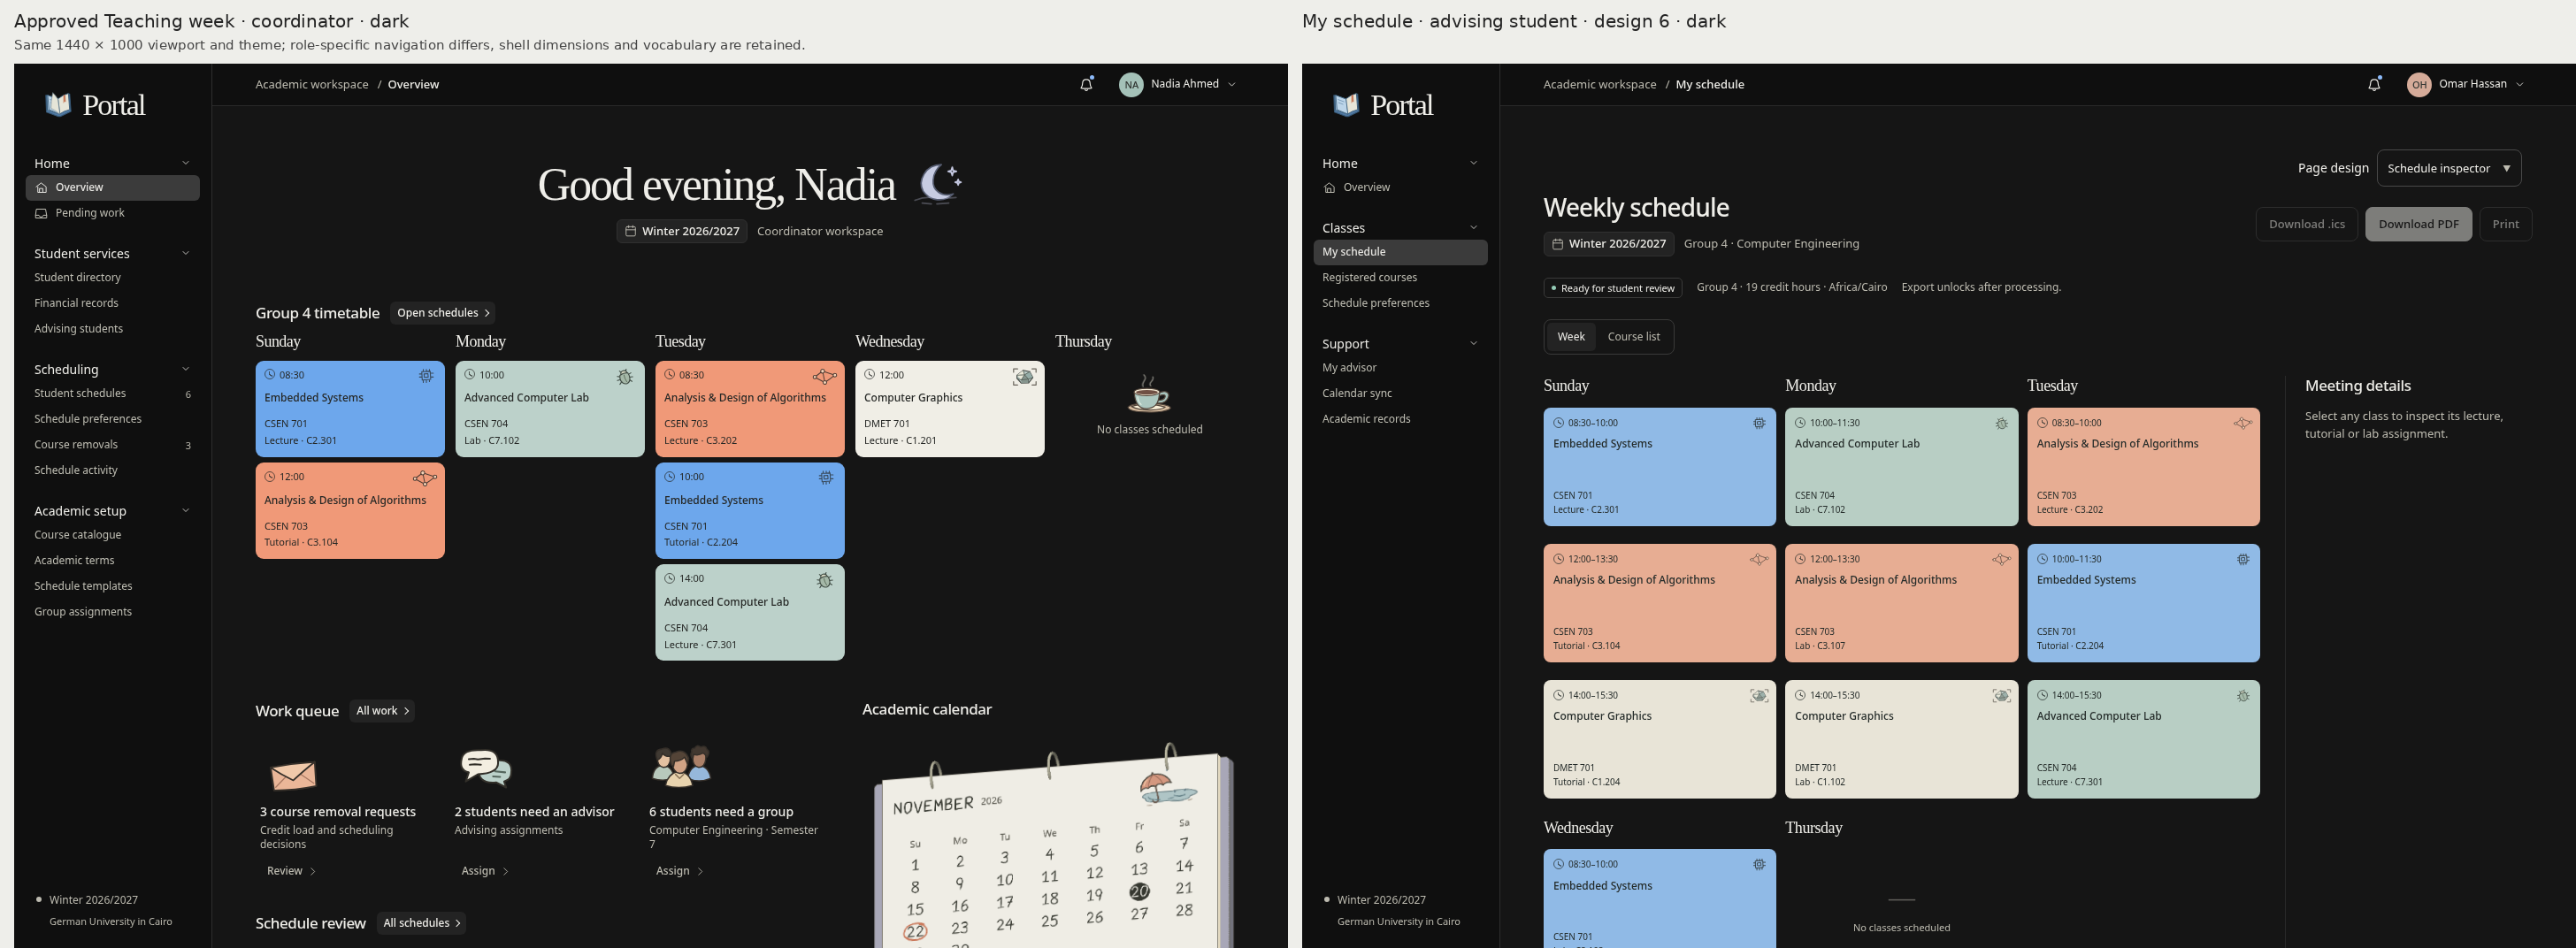 Approved Teaching week · coordinator · dark
Same 1440 × 1000 viewport and theme; role-specific navigation differs, shell dimensions and vocabulary are retained.
Portal
Home
Overview
Pending work
Student services
Student directory
Financial records
Advising students
Scheduling
Student schedules 6
Schedule preferences
Course removals 3
Schedule activity
Academic setup
Course catalogue
Academic terms
Schedule templates
Group assignments
Winter 2026/2027
German University in Cairo
Academic workspace / Overview
NA Nadia Ahmed
Good evening, Nadia
Winter 2026/2027 Coordinator workspace
Group 4 timetable Open schedules
Sunday
08:30
Embedded Systems
CSEN 701
Lecture · C2.301
12:00
Analysis & Design of Algorithms
CSEN 703
Tutorial · C3.104
Monday
10:00
Advanced Computer Lab
CSEN 704
Lab · C7.102
Tuesday
08:30
Analysis & Design of Algorithms
CSEN 703
Lecture · C3.202
10:00
Embedded Systems
CSEN 701
Tutorial · C2.204
14:00
Advanced Computer Lab
CSEN 704
Lecture · C7.301
Wednesday
12:00
Computer Graphics
DMET 701
Lecture · C1.201
Thursday
No classes scheduled
Work queue All work
3 course removal requests
Credit load and scheduling
decisions
Review
2 students need an advisor
Advising assignments
Assign
6 students need a group
Computer Engineering · Semester
7
Assign
Schedule review All schedules
Academic calendar
NOVEMBER 2026
Su Mo Tu We Th Fr Sa
1 2 3 4 5 6 7
8 9 10 11 12 13 14
15 16 17 18 19 20 21
22 23 24 25 26 27 28
My schedule · advising student · design 6 · dark
Portal
Home
Overview
Classes
My schedule
Registered courses
Schedule preferences
Support
My advisor
Calendar sync
Academic records
Winter 2026/2027
German University in Cairo
Academic workspace / My schedule
OH Omar Hassan
Page design Schedule inspector
Weekly schedule
Winter 2026/2027 Group 4 · Computer Engineering
Download .ics Download PDF Print
Ready for student review Group 4 · 19 credit hours · Africa/Cairo Export unlocks after processing.
Week Course list
Sunday
08:30–10:00
Embedded Systems
CSEN 701
Lecture · C2.301
12:00–13:30
Analysis & Design of Algorithms
CSEN 703
Tutorial · C3.104
14:00–15:30
Computer Graphics
DMET 701
Tutorial · C1.204
Monday
10:00–11:30
Advanced Computer Lab
CSEN 704
Lab · C7.102
12:00–13:30
Analysis & Design of Algorithms
CSEN 703
Lab · C3.107
14:00–15:30
Computer Graphics
DMET 701
Lab · C1.102
Tuesday
08:30–10:00
Analysis & Design of Algorithms
CSEN 703
Lecture · C3.202
10:00–11:30
Embedded Systems
CSEN 701
Tutorial · C2.204
14:00–15:30
Advanced Computer Lab
CSEN 704
Lecture · C7.301
Wednesday
08:30–10:00
Embedded Systems
CSEN 701
Thursday
No classes scheduled
Meeting details
Select any class to inspect its lecture,
tutorial or lab assignment.